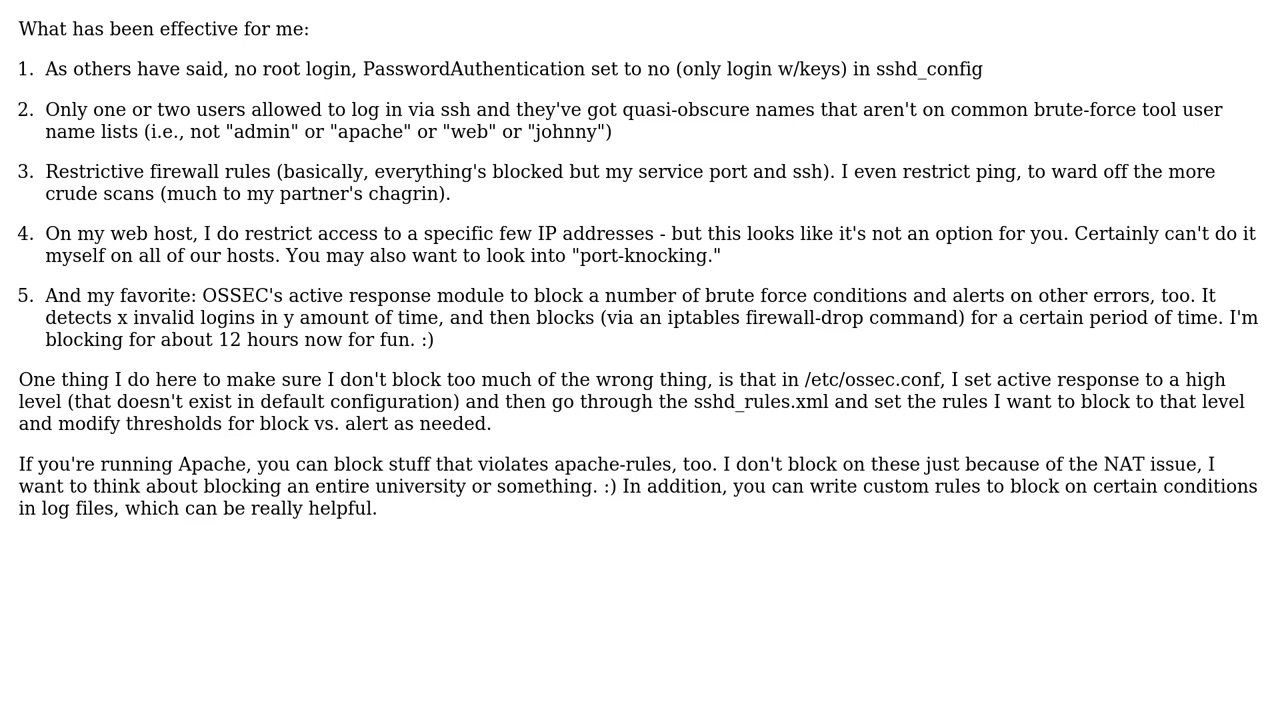 What has been effective for me:
1. As others have said, no root login, PasswordAuthentication set to no (only login w/keys) in sshd_config
2. Only one or two users allowed to log in via ssh and they've got quasi-obscure names that aren't on common brute-force tool user
name lists (i.e., not "admin" or "apache" or "web" or "johnny")
3. Restrictive firewall rules (basically, everything's blocked but my service port and ssh). I even restrict ping, to ward off the more
crude scans (much to my partner's chagrin).
4. On my web host, I do restrict access to a specific few IP addresses - but this looks like it's not an option for you. Certainly can't do it
myself on all of our hosts. You may also want to look into "port-knocking."
5. And my favorite: OSSEC's active response module to block a number of brute force conditions and alerts on other errors, too. It
detects x invalid logins in y amount of time, and then blocks (via an iptables firewall-drop command) for a certain period of time. I'm
blocking for about 12 hours now for fun. :)
One thing I do here to make sure I don't block too much of the wrong thing, is that in /etc/ossec.conf, I set active response to a high
level (that doesn't exist in default configuration) and then go through the sshd_rules.xml and set the rules I want to block to that level
and modify thresholds for block vs. alert as needed.
If you're running Apache, you can block stuff that violates apache-rules, too. I don't block on these just because of the NAT issue, I
want to think about blocking an entire university or something. :) In addition, you can write custom rules to block on certain conditions
in log files, which can be really helpful.